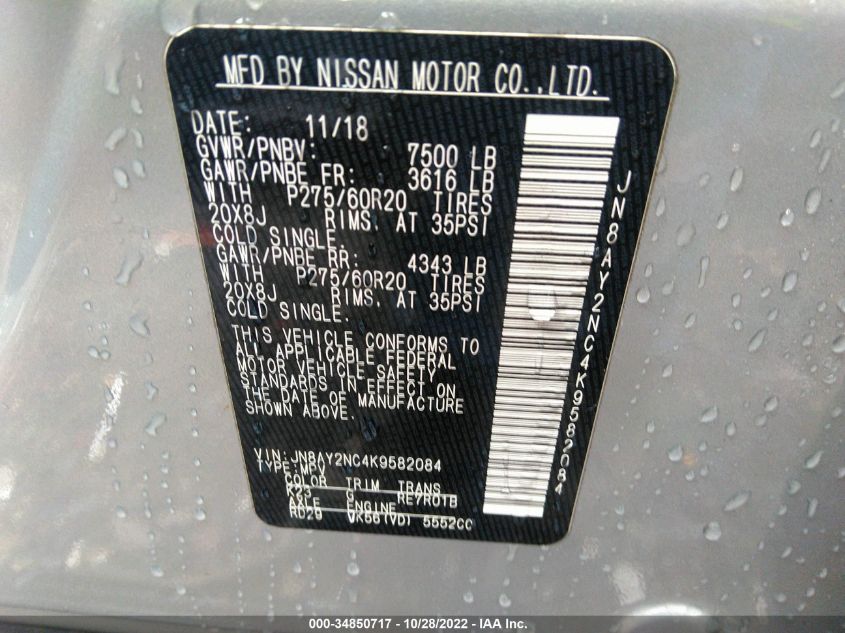 MFD BY NISSAN MOTOR CO.,LTD.
DATE: 11/18
GVWR/PNBV: 7500 LB
GAWR/PNBE FR: 3616 LB
WITH P275/60R20 TIRES
20X8J RIMS. AT 35PSI
COLD SINGLE.
GAWR/PNBE RR: 4343 LB
WITH P275/60R20 TIRES
20X8J RIMS. AT 35PSI
COLD SINGLE.
THIS VEHICLE CONFORMS TO
ALL APPLICABLE FEDERAL
MOTOR VEHICLE SAFETY
STANDARDS IN EFFECT ON
THE DATE OF MANUFACTURE
SHOWN ABOVE.
VIN: JN8AY2NC4K9582084
TYPE:MPV
COLOR TRIM TRANS
K23 G RE7R01B
AXLE ENGINE
RD29 VK56(VD) 5552CC
JN8AY2NC4K9582084
000-34850717 - 10/28/2022 - IAA Inc.